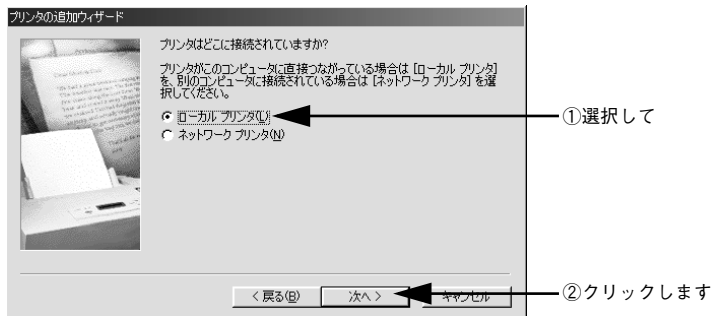 プリンタの追加ウィザード
プリンタはどこに接続されていますか?
プリンタがこのコンピュータに直接つながっている場合は [ローカル プリンタ]
を、別のコンピュータに接続されている場合は [ネットワーク プリンタ] を選
択してください。
ローカル プリンタ(L)
①選択して
ネットワーク プリンタ(N)
< 戻る(B)
次へ >
キャンセル
②クリックします